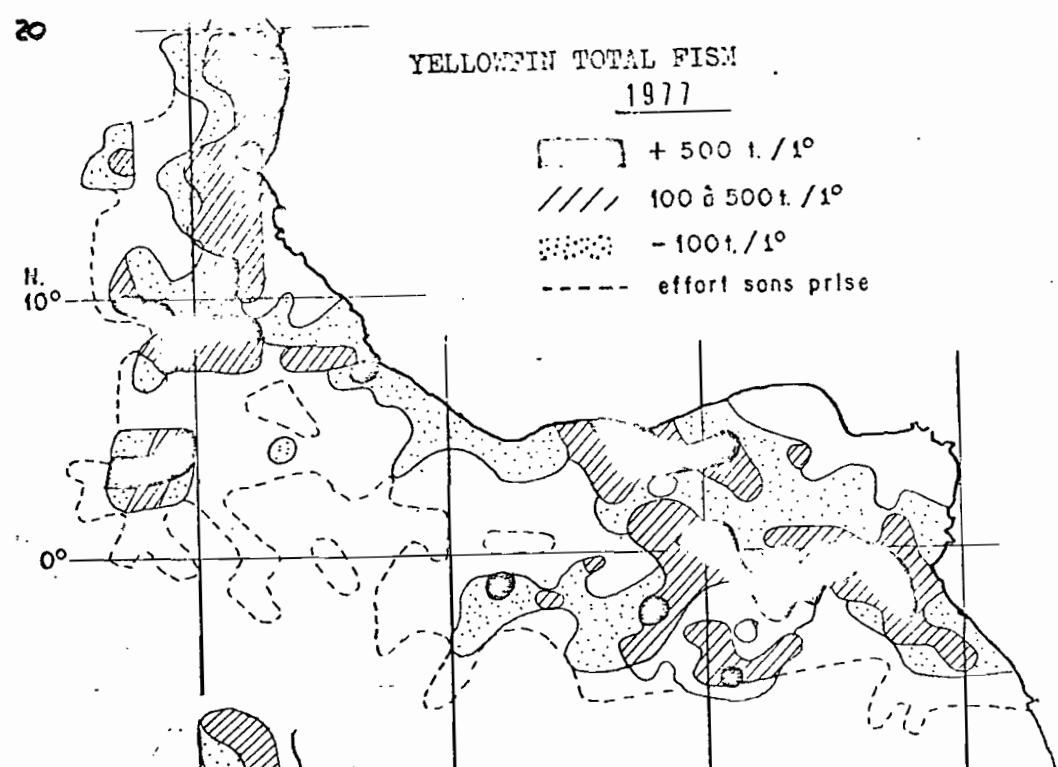 20
YELLOWFIN TOTAL FISM
1977
+ 500 t./1°
100 à 500 t./1°
- 100 t./1°
effort sons prise
N.
10°
0°